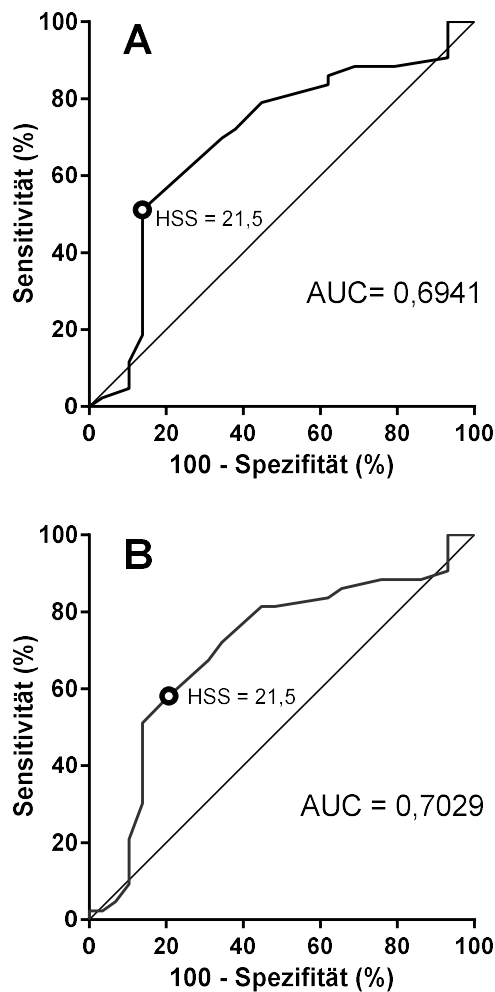 A
100
80
60
40
20
0
Sensitivität (%)
HSS = 21,5
AUC= 0,6941
0 20 40 60 80 100
100 - Spezifität (%)
B
100
80
60
40
20
0
Sensitivität (%)
HSS = 21,5
AUC = 0,7029
0 20 40 60 80 100
100 - Spezifität (%)